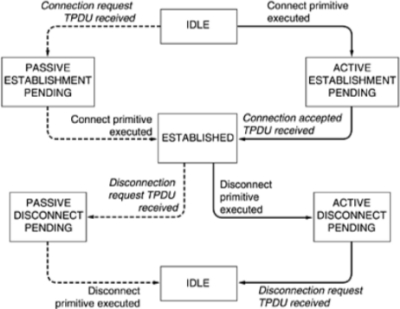 Connection request
TPDU received
IDLE
Connect primitive
executed
PASSIVE
ESTABLISHMENT
PENDING
ACTIVE
ESTABLISHMENT
PENDING
Connect primitive
executed
ESTABLISHED
Connection accepted
TPDU received
Disconnection
request TPDU
received
Disconnect
primitive
executed
PASSIVE
DISCONNECT
PENDING
ACTIVE
DISCONNECT
PENDING
Disconnect
primitive executed
IDLE
Disconnection request
TPDU received